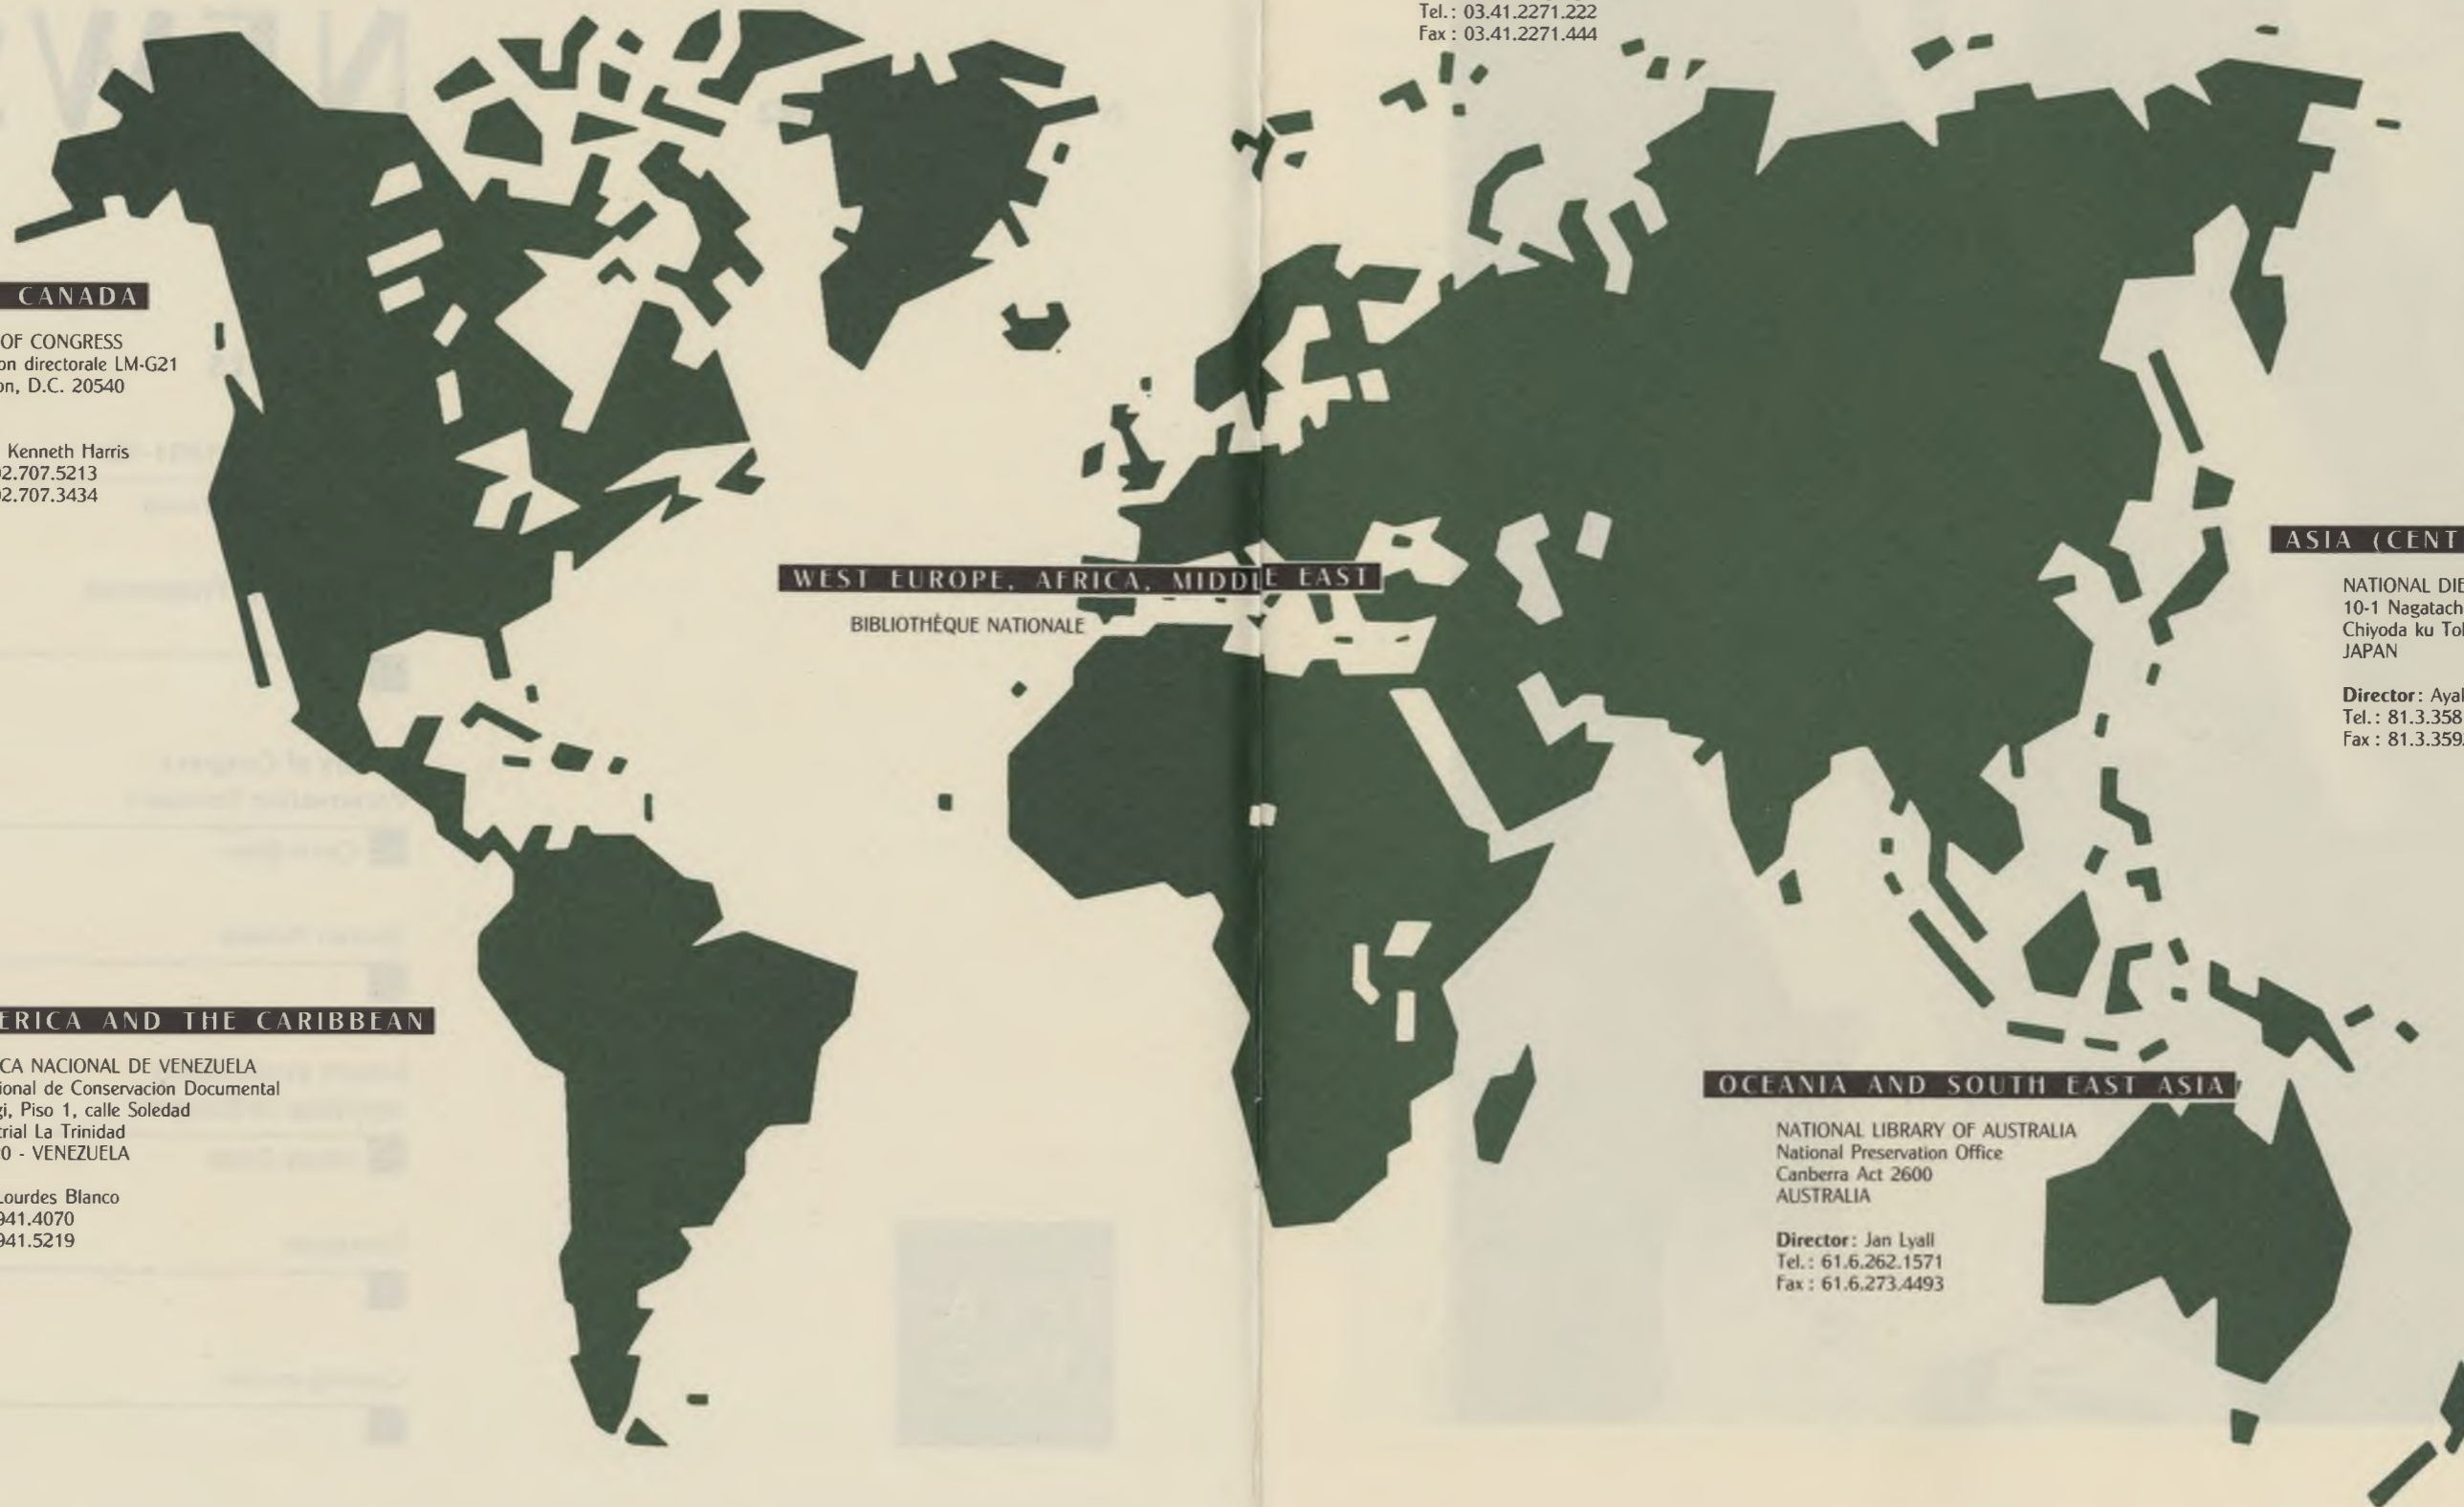 Tel.: 03.41.2271.222
Fax : 03.41.2271.444
CANADA
OF CONGRESS
on directorale LM-G21
on, D.C. 20540
Kenneth Harris
02.707.5213
02.707.3434
WEST EUROPE, AFRICA, MIDDLE EAST
BIBLIOTHÈQUE NATIONALE
ASIA (CENT
NATIONAL DIE
10-1 Nagatach
Chiyoda ku Tol
JAPAN
Director: Ayal
Tel.: 81.3.358
Fax : 81.3.359
ERICA AND THE CARIBBEAN
CA NACIONAL DE VENEZUELA
ional de Conservación Documental
gi, Piso 1, calle Soledad
trial La Trinidad
0 - VENEZUELA
Lourdes Blanco
941.4070
941.5219
OCEANIA AND SOUTH EAST ASIA
NATIONAL LIBRARY OF AUSTRALIA
National Preservation Office
Canberra Act 2600
AUSTRALIA
Director: Jan Lyall
Tel.: 61.6.262.1571
Fax : 61.6.273.4493